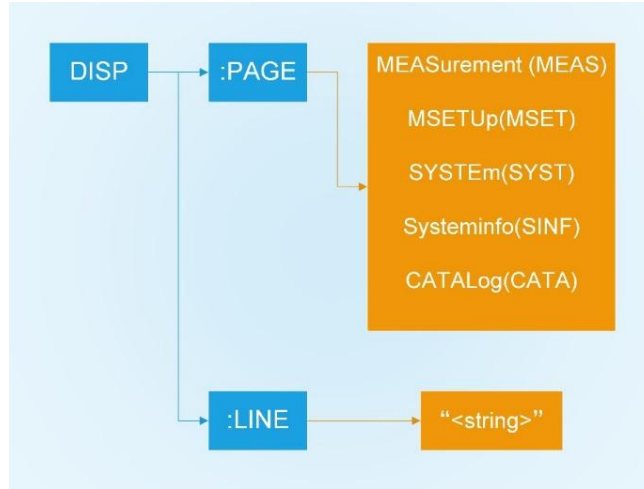 DISP
:PAGE
MEASurement (MEAS)
MSETUp(MSET)
SYSTEm(SYST)
Systeminfo(SINF)
CATALog(CATA)
:LINE
“<string>”